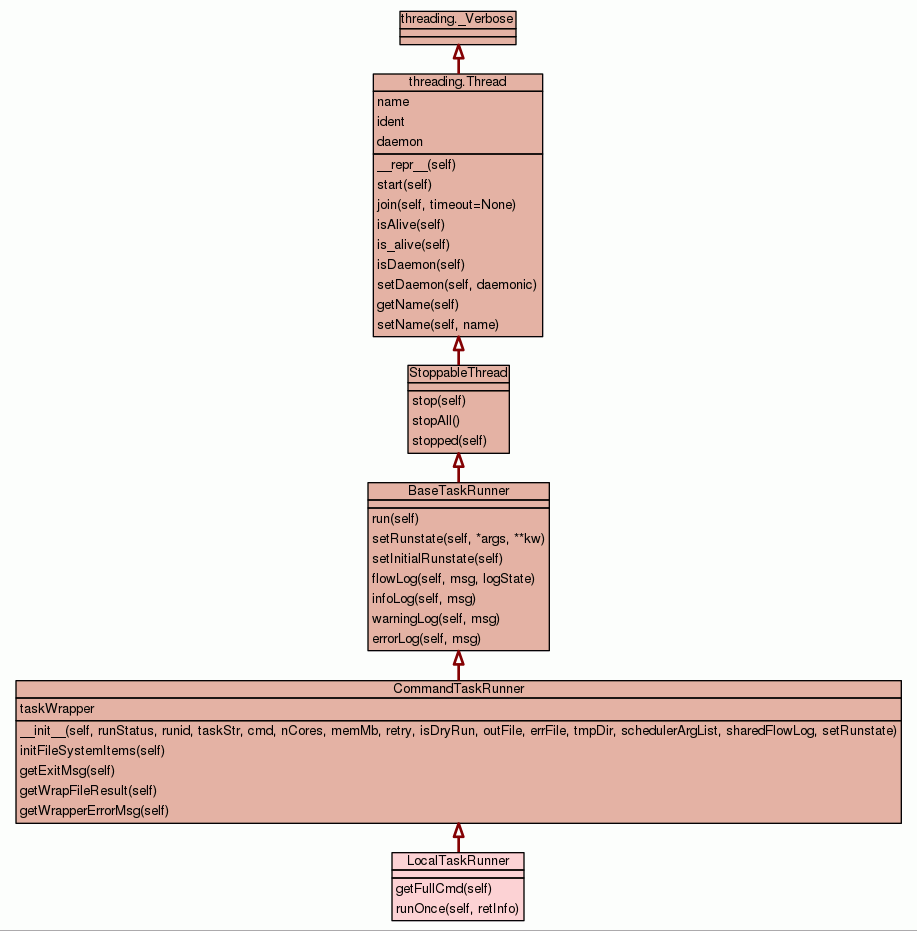 threading._Verbose
threading.Thread
name
ident
daemon
__repr__(self)
start(self)
join(self, timeout=None)
isAlive(self)
is_alive(self)
isDaemon(self)
setDaemon(self, daemonic)
getName(self)
setName(self, name)
StoppableThread
stop(self)
stopAll()
stopped(self)
BaseTaskRunner
run(self)
setRunstate(self, *args, **kw)
setInitialRunstate(self)
flowLog(self, msg, logState)
infoLog(self, msg)
warningLog(self, msg)
errorLog(self, msg)
CommandTaskRunner
taskWrapper
__init__(self, runStatus, runid, taskStr, cmd, nCores, memMb, retry, isDryRun, outFile, errFile, tmpDir, schedulerArgList, sharedFlowLog, setRunstate)
initFileSystemItems(self)
getExitMsg(self)
getWrapFileResult(self)
getWrapperErrorMsg(self)
LocalTaskRunner
getFullCmd(self)
runOnce(self, retInfo)